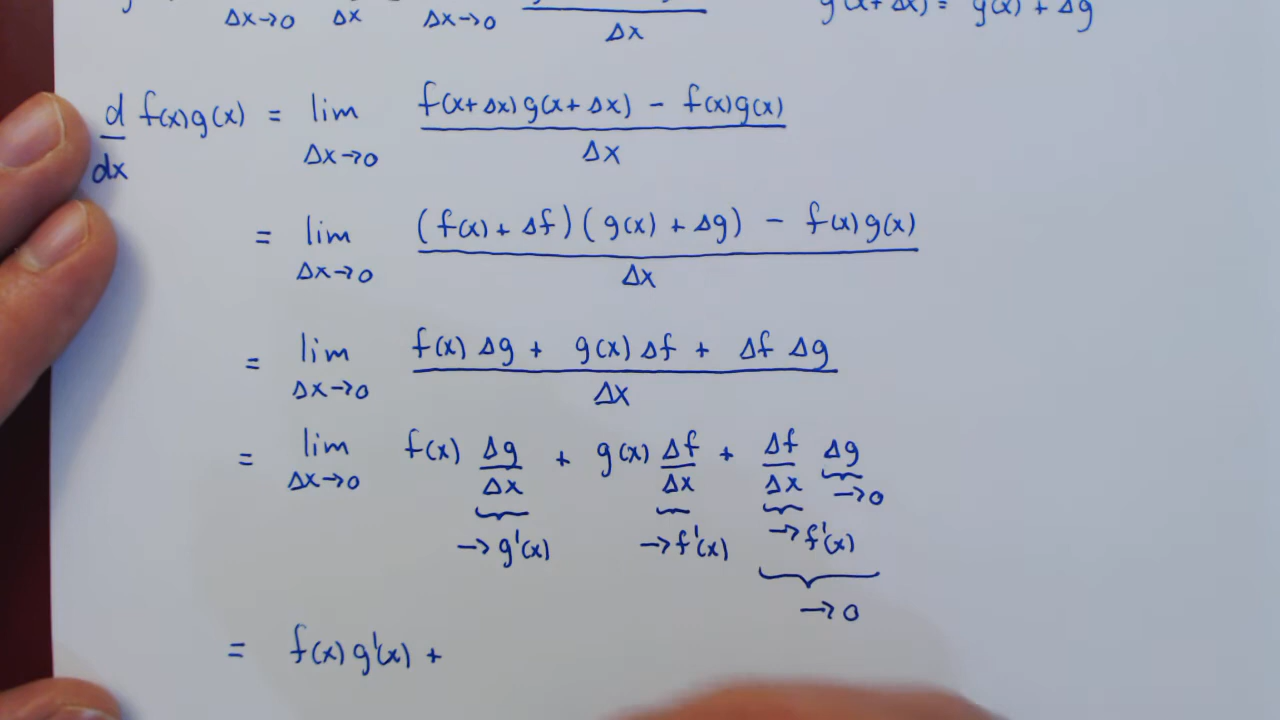 Δx→0 Δx Δx→0 Δx g(x+Δx) = g(x) + Δg
d/dx f(x)g(x) = lim Δx→0 f(x+Δx)g(x+Δx) − f(x)g(x) / Δx
= lim Δx→0 (f(x) + Δf)(g(x) + Δg) − f(x)g(x) / Δx
= lim Δx→0 f(x) Δg + g(x) Δf + Δf Δg / Δx
= lim Δx→0 f(x) Δg/Δx + g(x) Δf/Δx + Δf/Δx Δg
→0
→g'(x) →f'(x) →f'(x)
→0
= f(x)g'(x) +